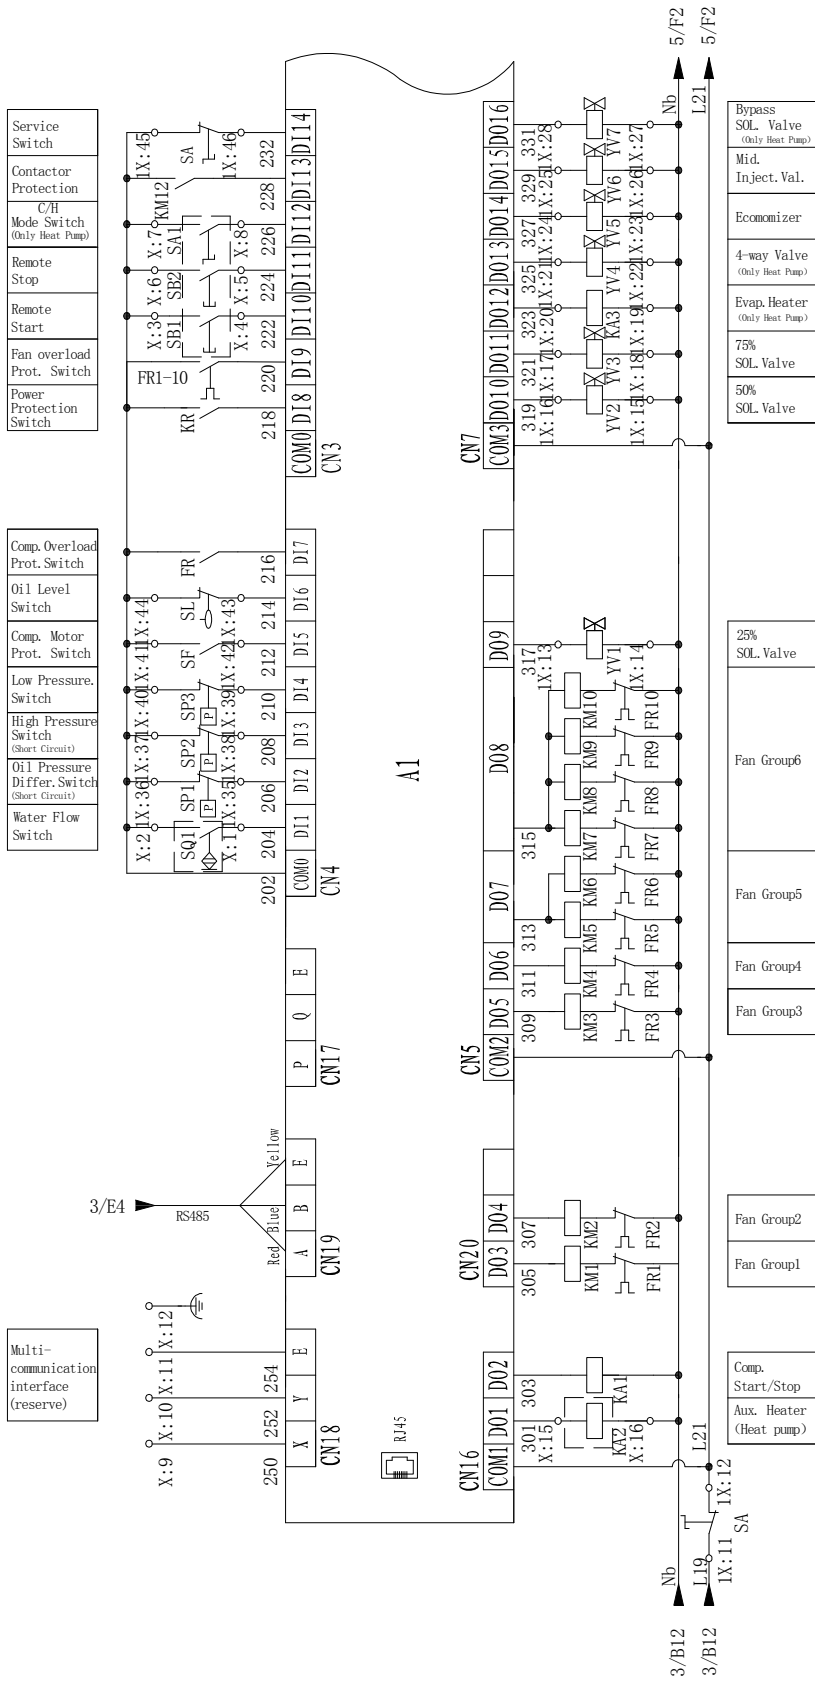 Service
Switch
Contactor
Protection
C/H
Mode Switch
(Only Heat Pump)
Remote
Stop
Remote
Start
Fan overload
Prot. Switch
Power
Protection
Switch
Comp.Overload
Prot.Switch
Oil Level
Switch
Comp. Motor
Prot. Switch
Low Pressure.
Switch
High Pressure
Switch
(Short Circuit)
Oil Pressure
Differ.Switch
(Short Circuit)
Water Flow
Switch
Multi-
communication
interface
(reserve)
1X:45
SA
1X:46
232
DI14
KM12
228
DI13
X:7
SA1
X:8
226
DI12
X:6
SB2
X:5
224
DI11
X:3
SB1
X:4
222
DI10
FR1-10
220
DI9
KR
218
DI8
COM0
CN3
FR
216
DI7
1X:44
SL
1X:43
214
DI6
1X:41
SF
1X:42
212
DI5
1X:40
SP3
P
1X:39
210
DI4
1X:37
SP2
P
1X:38
208
DI3
1X:36
SP1
P
1X:35
206
DI2
X:2
SQ1
X:1
204
DI1
202
COM0
CN4
E
Q
P
CN17
3/E4
RS485
Yellow
Blue
Red
E
B
A
CN19
X:12
X:11
254
E
X:10
252
Y
X:9
250
X
CN18
RJ45
A1
5/F2
5/F2
Nb
L21
DO16
331
1X:28
YV7
1X:27
DO15
329
1X:25
YV6
1X:26
DO14
327
1X:24
YV5
1X:23
DO13
325
1X:21
YV4
1X:22
DO12
323
1X:20
KA3
1X:19
DO11
321
1X:17
YV3
1X:18
DO10
319
1X:16
YV2
1X:15
COM3
CN7
DO9
317
1X:13
YV1
1X:14
DO8
315
KM10
FR10
KM9
FR9
KM8
FR8
KM7
FR7
DO7
313
KM6
FR6
KM5
FR5
DO6
311
KM4
FR4
DO5
309
KM3
FR3
COM2
CN5
DO4
307
KM2
FR2
DO3
305
KM1
FR1
CN20
DO2
303
KA1
DO1
301
X:15
KA2
X:16
COM1
CN16
L21
1X:12
SA
1X:11
Nb
L19
3/B12
3/B12
Bypass
SOL. Valve
(Only Heat Pump)
Mid.
Inject.Val.
Ecomomizer
4-way Valve
(Only Heat Pump)
Evap.Heater
(Only Heat Pump)
75%
SOL.Valve
50%
SOL.Valve
25%
SOL.Valve
Fan Group6
Fan Group5
Fan Group4
Fan Group3
Fan Group2
Fan Group1
Comp.
Start/Stop
Aux. Heater
(Heat pump)